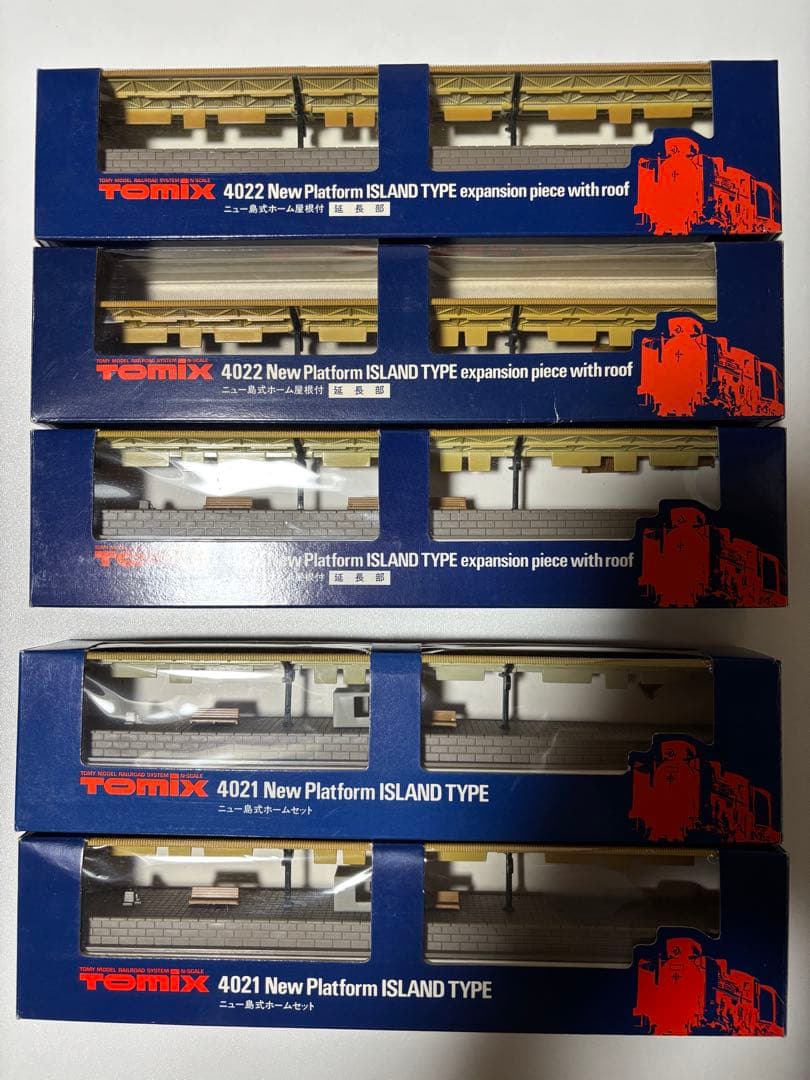 TOMY MODEL RAILROAD SYSTEM N-SCALE
TOMIX 4022 New Platform ISLAND TYPE expansion piece with roof
ニュー島式ホーム屋根付 延長部
TOMY MODEL RAILROAD SYSTEM N-SCALE
TOMIX 4022 New Platform ISLAND TYPE expansion piece with roof
ニュー島式ホーム屋根付 延長部
New Platform ISLAND TYPE expansion piece with roof
屋根付 延長部
TOMY MODEL RAILROAD SYSTEM N-SCALE
TOMIX 4021 New Platform ISLAND TYPE
ニュー島式ホームセット
TOMY MODEL RAILROAD SYSTEM N-SCALE
TOMIX 4021 New Platform ISLAND TYPE
ニュー島式ホームセット